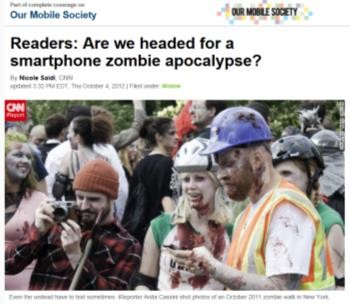 Part of complete coverage on
Our Mobile Society
OUR MOBILE SOCIETY
Readers: Are we headed for a
smartphone zombie apocalypse?
By Nicole Saidi, CNN
updated 3:32 PM EDT, Thu October 4, 2012 | Filed under: Mobile
CNN
iReport
Even the undead have to text sometimes. iReporter Anita Cassini shot photos of an October 2011 zombie walk in New York.